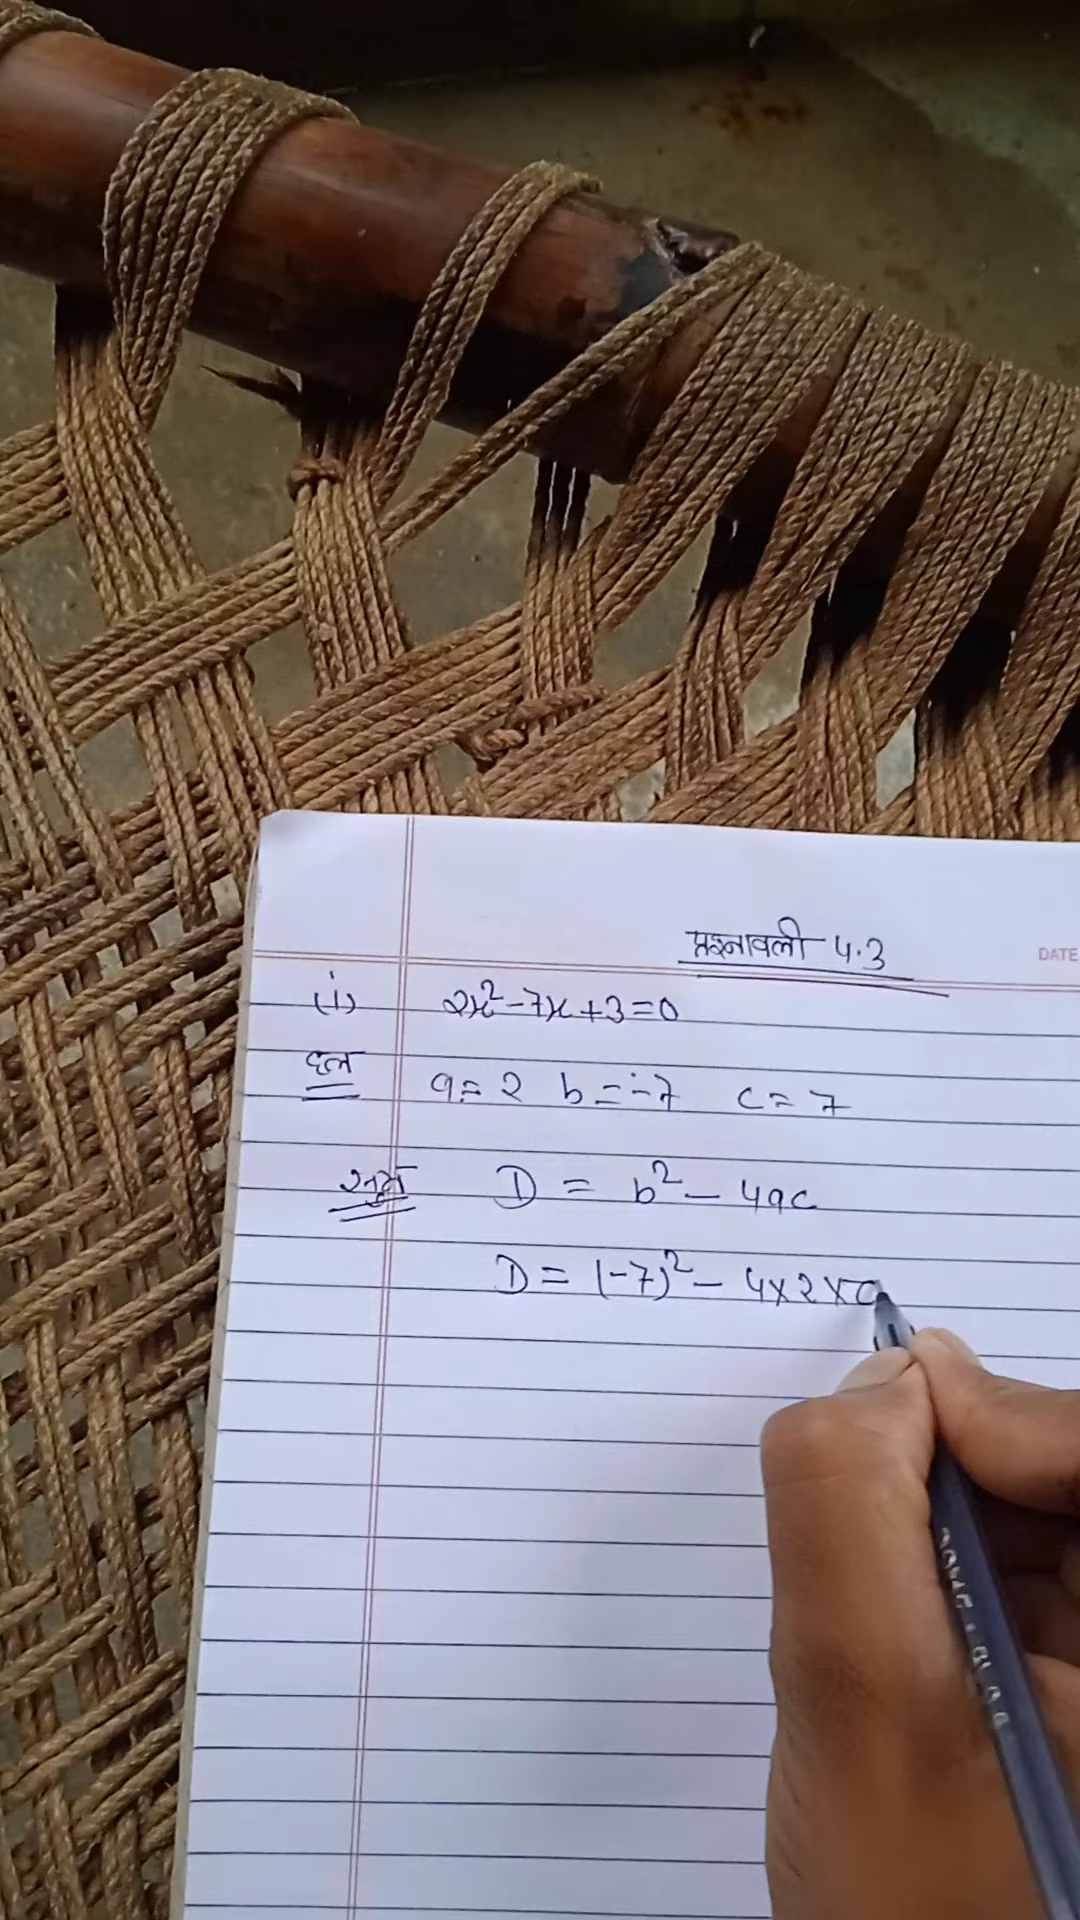 प्रश्नावली 4.3
DATE
(i) 2x²-7x+3=0
हल a=2 b=-7 c=7
सूत्र D = b² - 4ac
D = (-7)² - 4×2×